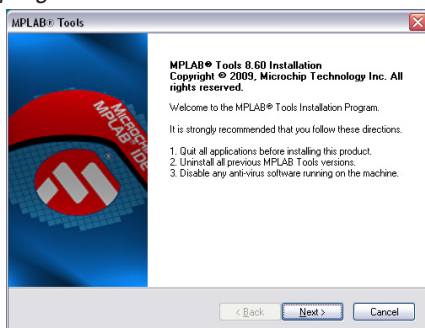 MPLAB® Tools
MPLAB® Tools 8.60 Installation
Copyright © 2009, Microchip Technology Inc. All
rights reserved.
Welcome to the MPLAB® Tools Installation Program.
It is strongly recommended that you follow these directions.
1. Quit all applications before installing this product.
2. Uninstall all previous MPLAB Tools versions.
3. Disable any anti-virus software running on the machine.
MICROCHIP
MPLAB IDE
< Back
Next >
Cancel